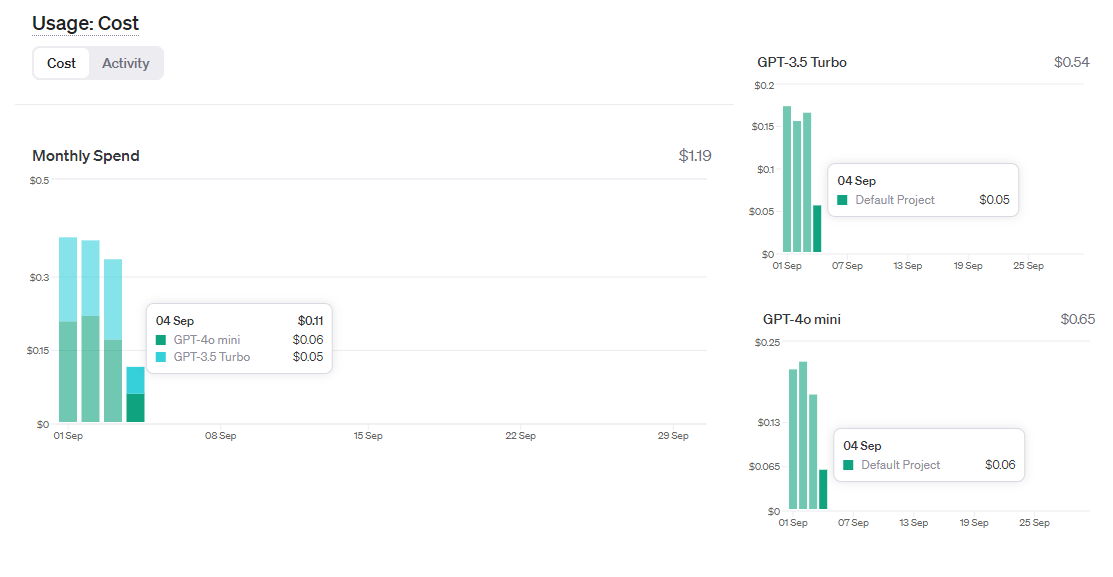 Usage: Cost
Cost Activity
Monthly Spend $1.19
$0.5
$0.3
$0.15
$0
04 Sep $0.11
GPT-4o mini $0.06
GPT-3.5 Turbo $0.05
01 Sep 08 Sep 15 Sep 22 Sep 29 Sep
GPT-3.5 Turbo $0.54
$0.2
$0.15
$0.1
$0.05
$0
04 Sep
Default Project $0.05
01 Sep 07 Sep 13 Sep 19 Sep 25 Sep
GPT-4o mini $0.65
$0.25
$0.13
$0.065
$0
04 Sep
Default Project $0.06
01 Sep 07 Sep 13 Sep 19 Sep 25 Sep